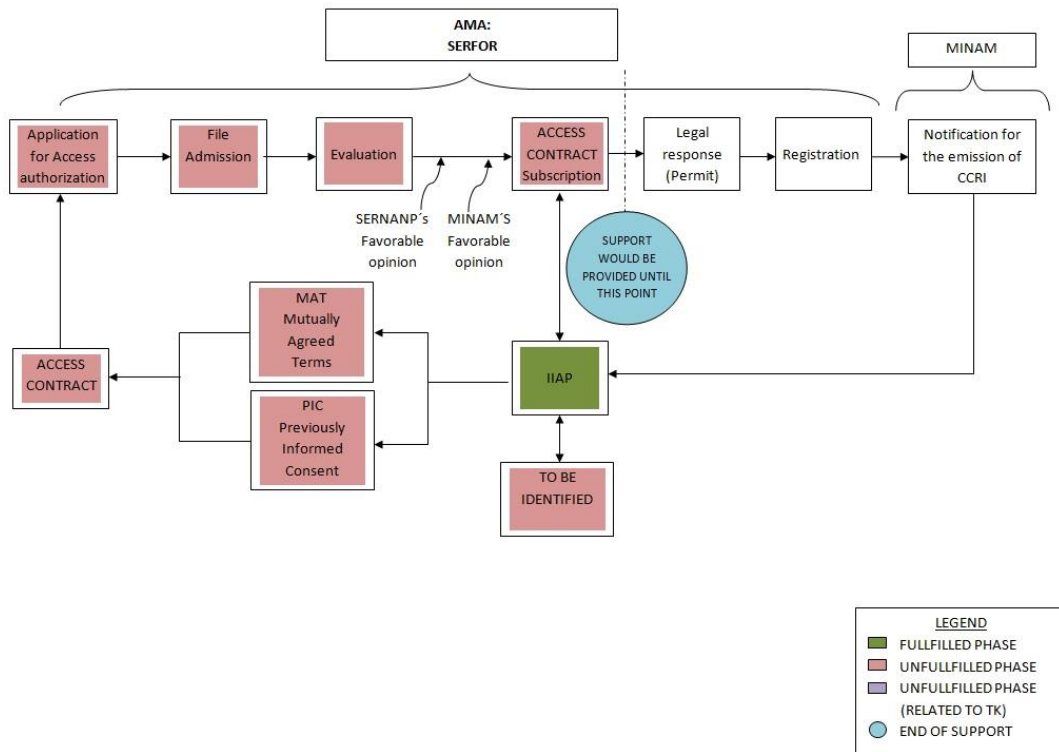 AMA:
SERFOR
MINAM
Application
for Access
authorization
File
Admission
Evaluation
ACCESS
CONTRACT
Subscription
Legal
response
(Permit)
Registration
Notification for
the emission of
CCRI
SERNANP´s
Favorable
opinion
MINAM´S
Favorable
opinion
SUPPORT
WOULD BE
PROVIDED UNTIL
THIS POINT
MAT
Mutually
Agreed
Terms
ACCESS
CONTRACT
PIC
Previously
Informed
Consent
IIAP
TO BE
IDENTIFIED
LEGEND
FULLFILLED PHASE
UNFULLFILLED PHASE
UNFULLFILLED PHASE
(RELATED TO TK)
END OF SUPPORT